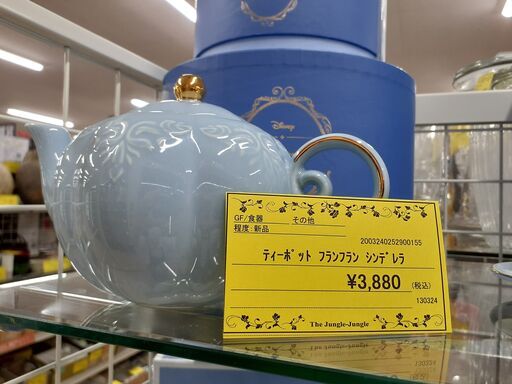 Disney
GF/食器 その他
程度:新品
2003240252900155
ﾃｨｰﾎﾟｯﾄ ﾌﾗﾝﾌﾗﾝ ｼﾝﾃﾞﾚﾗ
¥3,880 (税込)
130324
The Jungle-Jungle